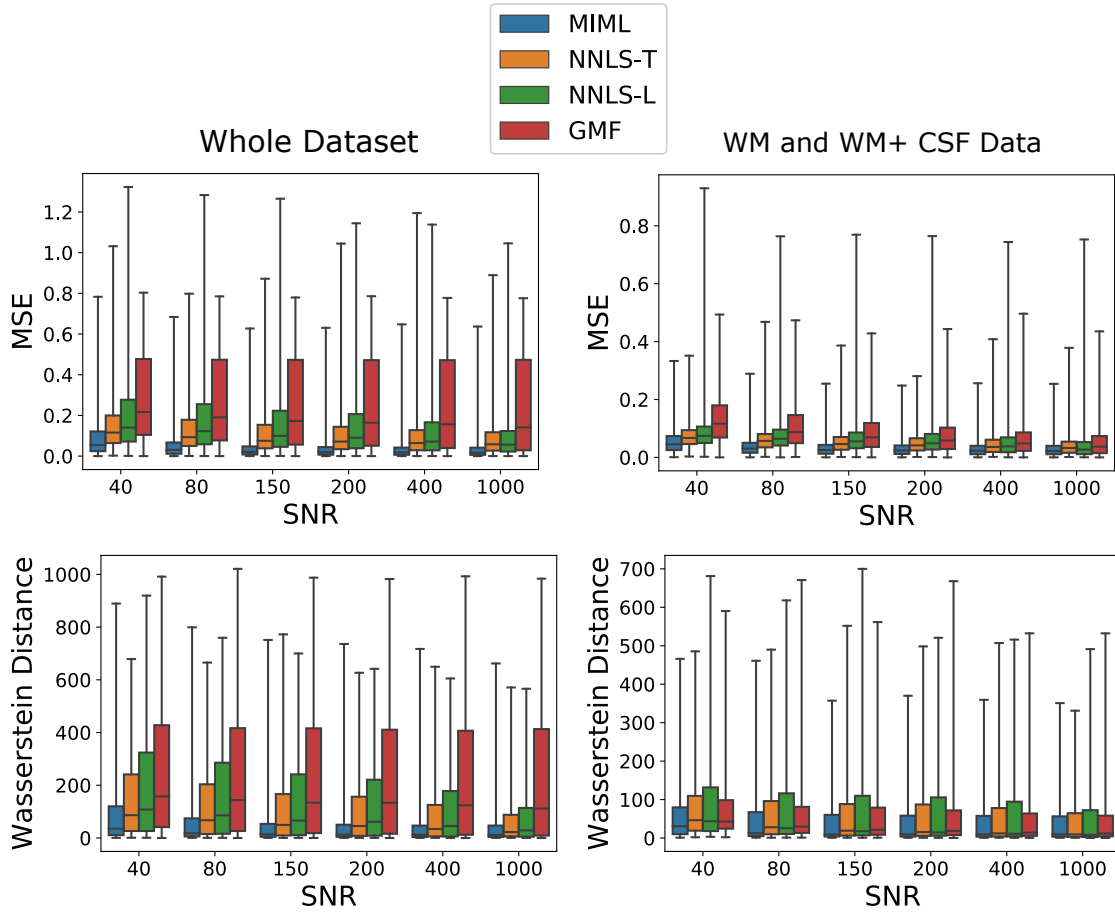 MIML
NNLS-T
NNLS-L
GMF
Whole Dataset
WM and WM+ CSF Data
MSE
1.2
1.0
0.8
0.6
0.4
0.2
0.0
40 80 150 200 400 1000
SNR
MSE
0.8
0.6
0.4
0.2
0.0
40 80 150 200 400 1000
SNR
Wasserstein Distance
1000
800
600
400
200
0
40 80 150 200 400 1000
SNR
Wasserstein Distance
700
600
500
400
300
200
100
0
40 80 150 200 400 1000
SNR